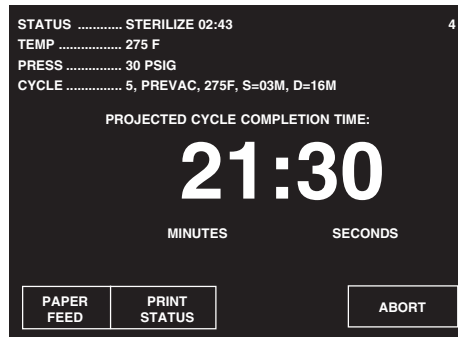 STATUS ........... STERILIZE 02:43 4
TEMP ................ 275 F
PRESS .............. 30 PSIG
CYCLE .............. 5, PREVAC, 275F, S=03M, D=16M
PROJECTED CYCLE COMPLETION TIME:
21:30
MINUTES SECONDS
PAPER FEED
PRINT STATUS
ABORT